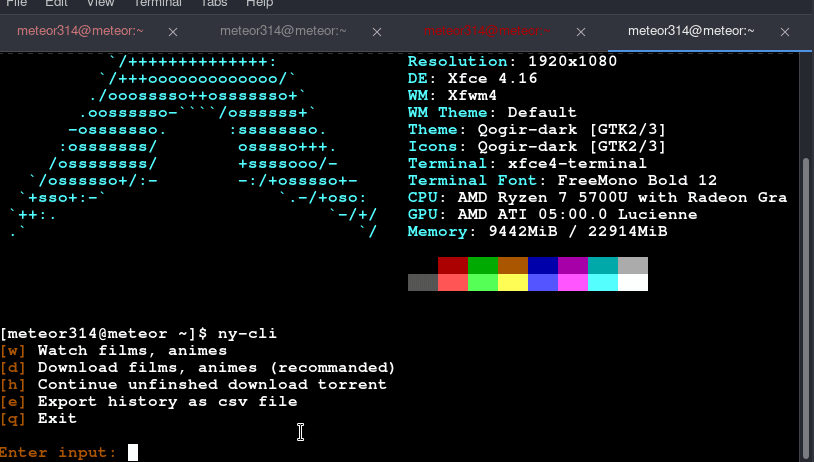 File Edit View Terminal Tabs Help
meteor314@meteor:~ meteor314@meteor:~ meteor314@meteor:~ meteor314@meteor:~
`/++++++++++++++: Resolution: 1920x1080
`/+++ooooooooooooo/` DE: Xfce 4.16
./ooosssso++osssssso+` WM: Xfwm4
.oossssso-````/ossssss+` WM Theme: Default
-osssssso. :ssssssso. Theme: Qogir-dark [GTK2/3]
:osssssss/ osssso+++. Icons: Qogir-dark [GTK2/3]
/ossssssss/ +ssssooo/- Terminal: xfce4-terminal
`/ossssso+/:- -:/+osssso+- Terminal Font: FreeMono Bold 12
`+sso+:-` `.-/+oso: CPU: AMD Ryzen 7 5700U with Radeon Gra
`++:. `-/+/ GPU: AMD ATI 05:00.0 Lucienne
.` `/ Memory: 9442MiB / 22914MiB
[meteor314@meteor ~]$ ny-cli
[w] Watch films, animes
[d] Download films, animes (recommanded)
[h] Continue unfinshed download torrent
[e] Export history as csv file
[q] Exit
Enter input: